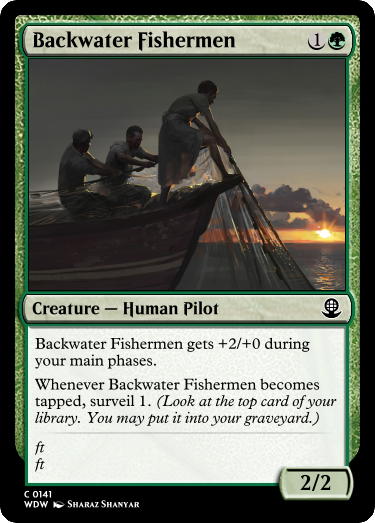 Backwater Fishermen 1
Creature — Human Pilot
Backwater Fishermen gets +2/+0 during
your main phases.
Whenever Backwater Fishermen becomes
tapped, surveil 1. (Look at the top card of your
library. You may put it into your graveyard.)
ft
ft
2/2
C 0141
WDW Sharaz Shanyar